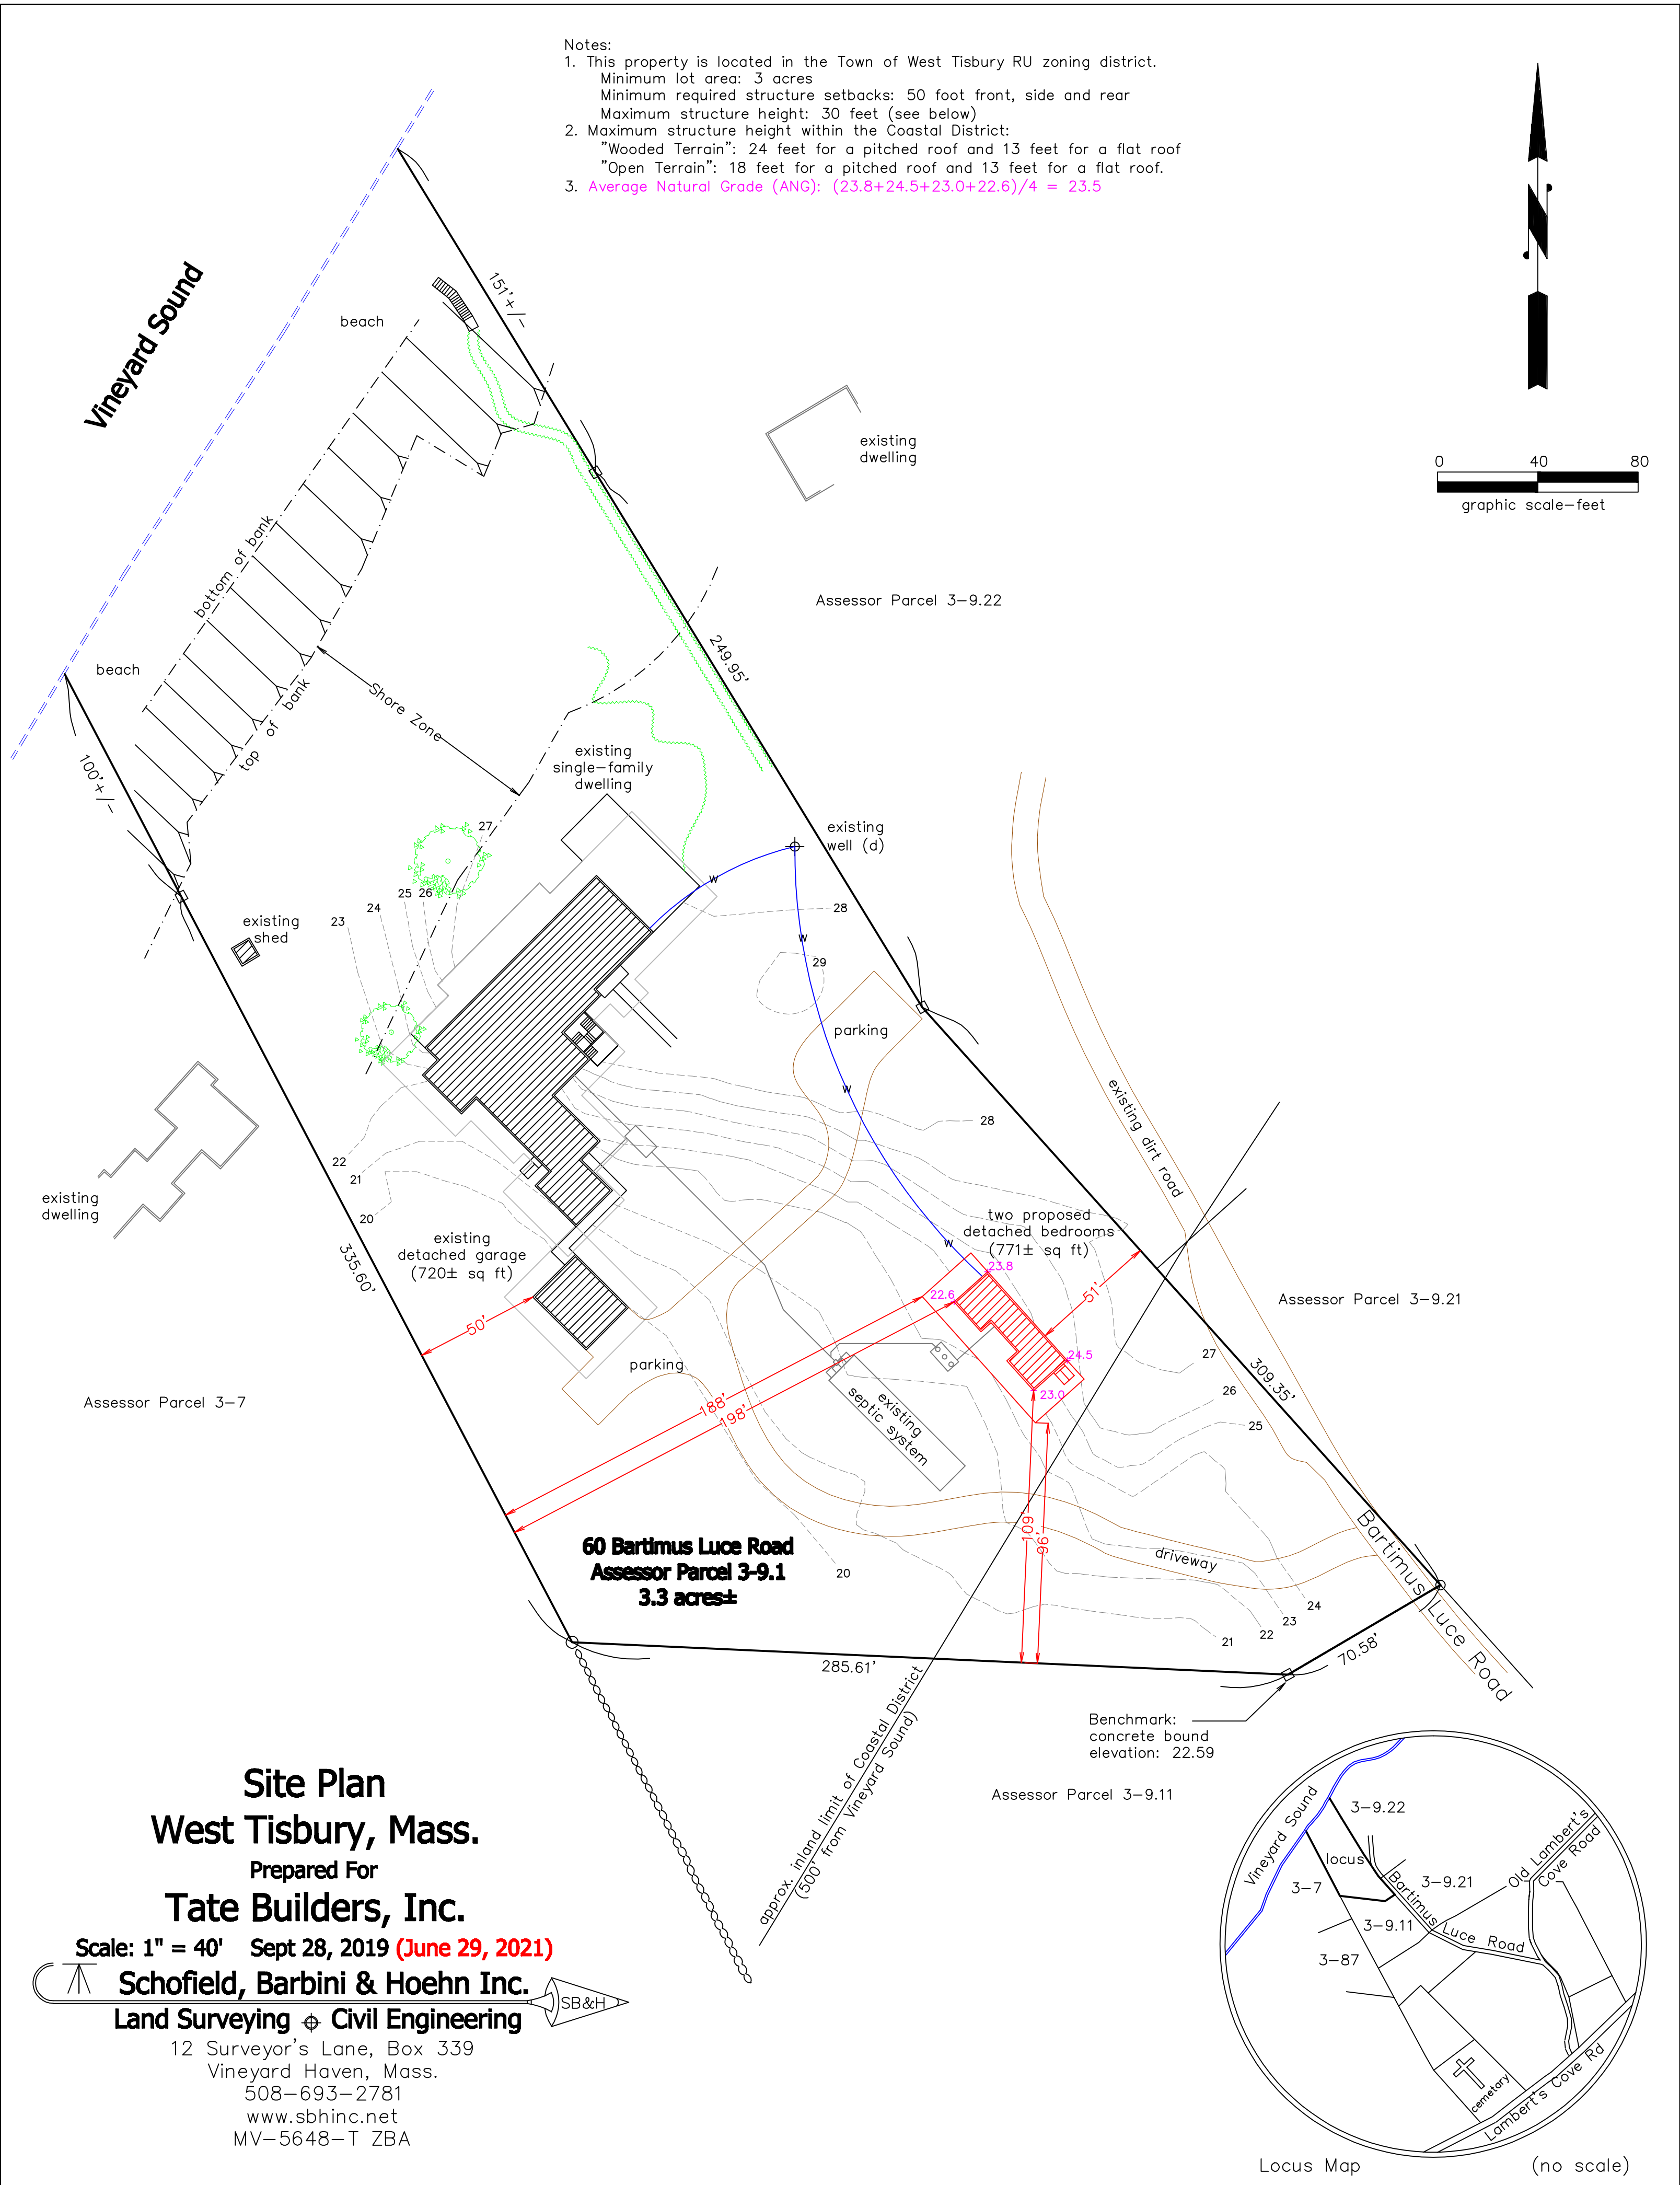 Notes:
1. This property is located in the Town of West Tisbury RU zoning district.
Minimum lot area: 3 acres
Minimum required structure setbacks: 50 foot front, side and rear
Maximum structure height: 30 feet (see below)
2. Maximum structure height within the Coastal District:
"Wooded Terrain": 24 feet for a pitched roof and 13 feet for a flat roof
"Open Terrain": 18 feet for a pitched roof and 13 feet for a flat roof.
3. Average Natural Grade (ANG): (23.8+24.5+23.0+22.6)/4 = 23.5
N
0 40 80
graphic scale-feet
Vineyard Sound
beach
151'+/-
existing
dwelling
bottom of bank
Assessor Parcel 3-9.22
249.95'
beach
top of bank
Shore Zone
100'+/-
existing
single-family
dwelling
27
existing
well (d)
25 26
24
23
existing
shed
w
28
w
29
parking
w
28
existing dirt road
22
21
20
existing
dwelling
existing
detached garage
(720± sq ft)
335.60'
two proposed
detached bedrooms
(771± sq ft)
w
23.8
22.6
51'
50'
Assessor Parcel 3-9.21
parking
24.5
23.0
27
309.35'
26
25
188'
198'
existing
septic system
Assessor Parcel 3-7
109'
96'
60 Bartimus Luce Road
Assessor Parcel 3-9.1
3.3 acres±
20
driveway
Bartimus Luce Road
24
23
22
21
285.61'
70.58'
approx. inland limit of Coastal District
(500' from Vineyard Sound)
Benchmark:
concrete bound
elevation: 22.59
Assessor Parcel 3-9.11
Site Plan
West Tisbury, Mass.
Prepared For
Tate Builders, Inc.
Scale: 1" = 40' Sept 28, 2019 (June 29, 2021)
Schofield, Barbini & Hoehn Inc.
SB&H
Land Surveying Civil Engineering
12 Surveyor's Lane, Box 339
Vineyard Haven, Mass.
508-693-2781
www.sbhinc.net
MV-5648-T ZBA
Vineyard Sound
3-9.22
locus
3-7
3-9.21
Old Lambert's
Cove Road
Bartimus Luce Road
3-9.11
3-87
cemetary
Lambert's Cove Rd
Locus Map (no scale)